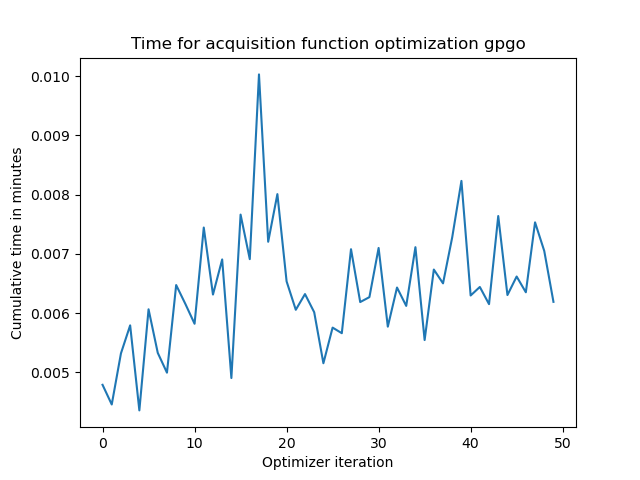 Time for acquisition function optimization gpgo
0.010
0.009
0.008
0.007
0.006
0.005
Cumulative time in minutes
0 10 20 30 40 50
Optimizer iteration